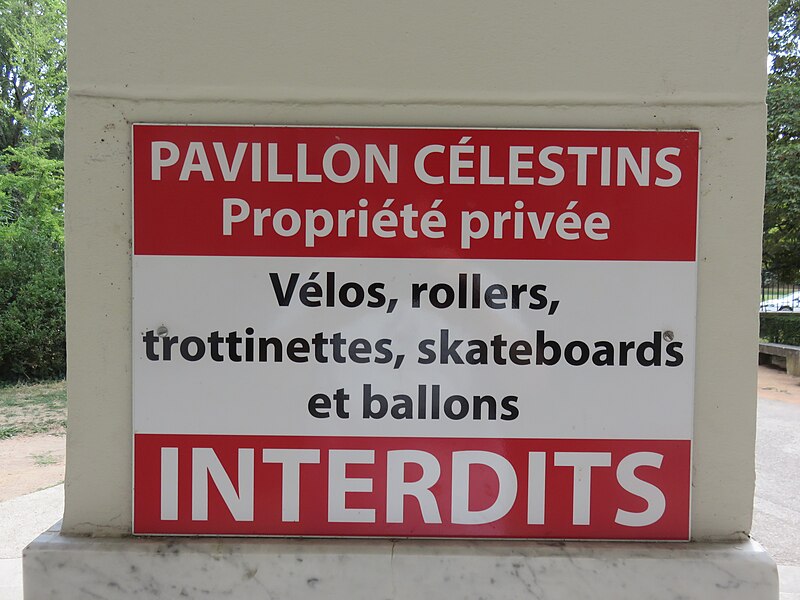 PAVILLON CÉLESTINS
Propriété privée
Vélos, rollers,
trottinettes, skateboards
et ballons
INTERDITS